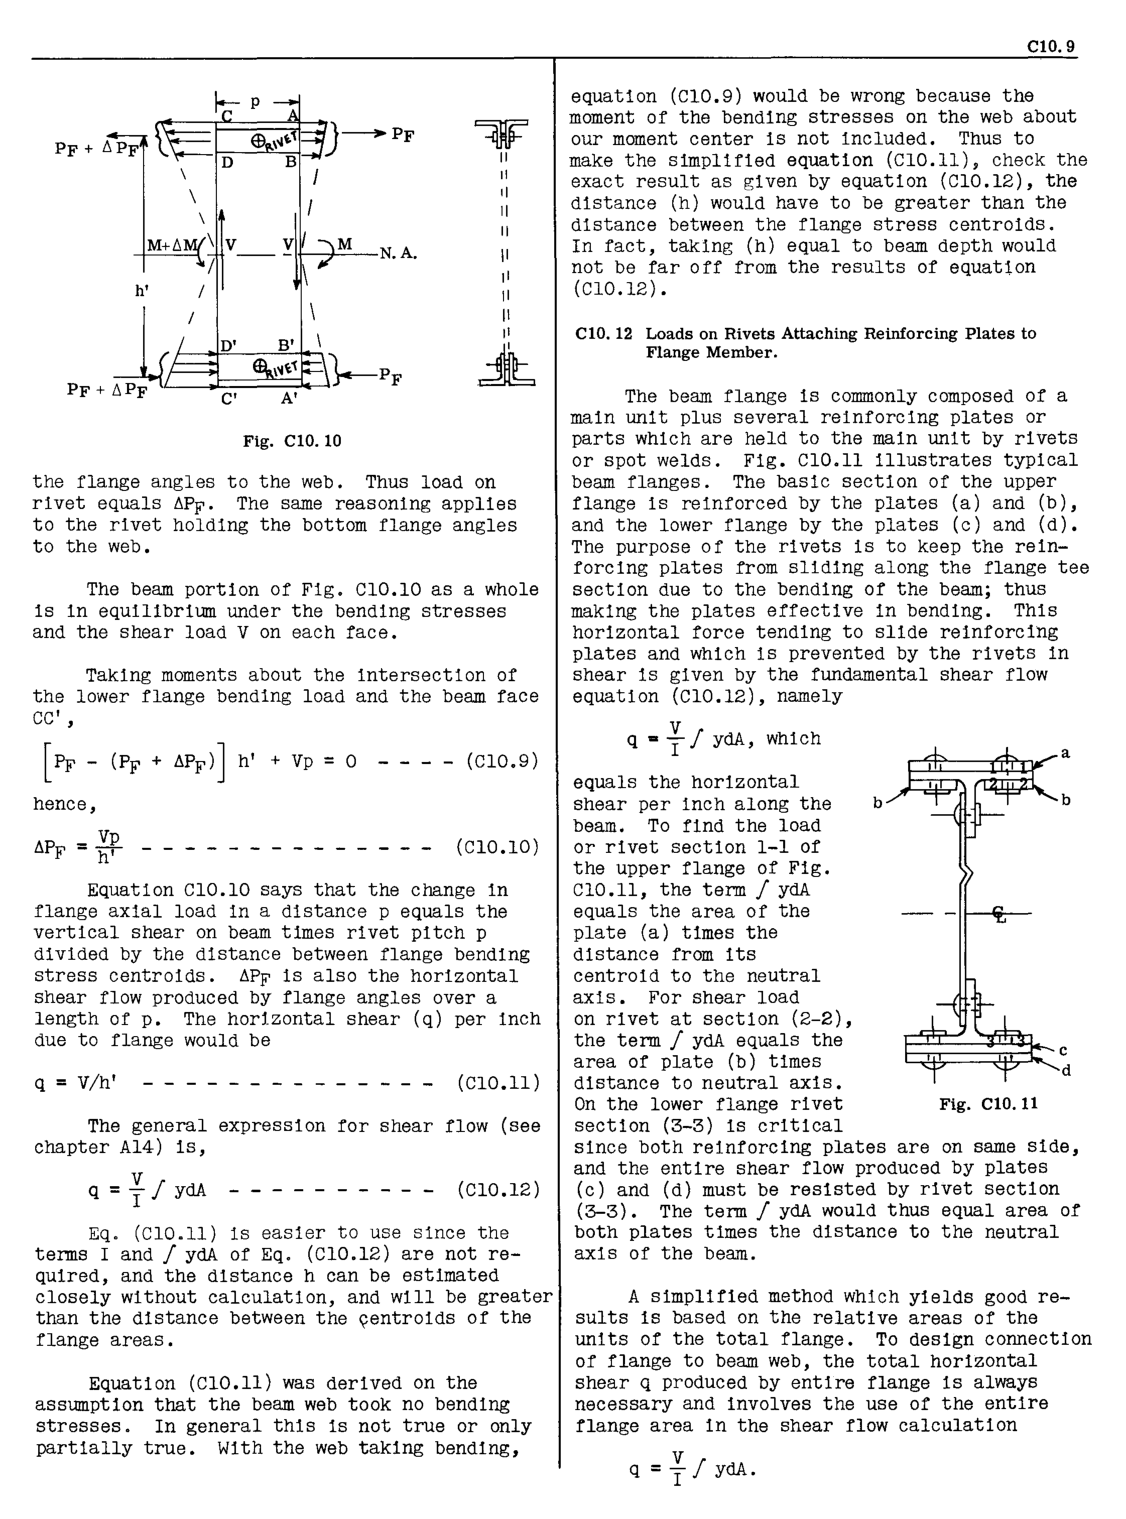 C10. 9
p
C A
P_F + ΔP_F
RIVET
P_F
D B
M+ΔM V V M N. A.
h'
D' B'
RIVET
P_F + ΔP_F
P_F
C' A'
Fig. C10. 10
the flange angles to the web. Thus load on
rivet equals ΔP_F. The same reasoning applies
to the rivet holding the bottom flange angles
to the web.
The beam portion of Fig. C10.10 as a whole
is in equilibrium under the bending stresses
and the shear load V on each face.
Taking moments about the intersection of
the lower flange bending load and the beam face
CC',
[P_F - (P_F + ΔP_F)] h' + Vp = 0 - - - - (C10.9)
hence,
ΔP_F = Vp/h' - - - - - - - - - - - - - - (C10.10)
Equation C10.10 says that the change in
flange axial load in a distance p equals the
vertical shear on beam times rivet pitch p
divided by the distance between flange bending
stress centroids. ΔP_F is also the horizontal
shear flow produced by flange angles over a
length of p. The horizontal shear (q) per inch
due to flange would be
q = V/h' - - - - - - - - - - - - - - (C10.11)
The general expression for shear flow (see
chapter A14) is,
q = V/I ∫ ydA - - - - - - - - - - (C10.12)
Eq. (C10.11) is easier to use since the
terms I and ∫ ydA of Eq. (C10.12) are not re-
quired, and the distance h can be estimated
closely without calculation, and will be greater
than the distance between the centroids of the
flange areas.
Equation (C10.11) was derived on the
assumption that the beam web took no bending
stresses. In general this is not true or only
partially true. With the web taking bending,
equation (C10.9) would be wrong because the
moment of the bending stresses on the web about
our moment center is not included. Thus to
make the simplified equation (C10.11), check the
exact result as given by equation (C10.12), the
distance (h) would have to be greater than the
distance between the flange stress centroids.
In fact, taking (h) equal to beam depth would
not be far off from the results of equation
(C10.12).
C10. 12 Loads on Rivets Attaching Reinforcing Plates to
Flange Member.
The beam flange is commonly composed of a
main unit plus several reinforcing plates or
parts which are held to the main unit by rivets
or spot welds. Fig. C10.11 illustrates typical
beam flanges. The basic section of the upper
flange is reinforced by the plates (a) and (b),
and the lower flange by the plates (c) and (d).
The purpose of the rivets is to keep the rein-
forcing plates from sliding along the flange tee
section due to the bending of the beam; thus
making the plates effective in bending. This
horizontal force tending to slide reinforcing
plates and which is prevented by the rivets in
shear is given by the fundamental shear flow
equation (C10.12), namely
q = V/I ∫ ydA, which
equals the horizontal
shear per inch along the
beam. To find the load
or rivet section 1-1 of
the upper flange of Fig.
C10.11, the term ∫ ydA
equals the area of the
plate (a) times the
distance from its
centroid to the neutral
axis. For shear load
on rivet at section (2-2),
the term ∫ ydA equals the
area of plate (b) times
distance to neutral axis.
On the lower flange rivet
section (3-3) is critical
a
1 1
2 2
b b
℄
3 3
c
d
Fig. C10. 11
since both reinforcing plates are on same side,
and the entire shear flow produced by plates
(c) and (d) must be resisted by rivet section
(3-3). The term ∫ ydA would thus equal area of
both plates times the distance to the neutral
axis of the beam.
A simplified method which yields good re-
sults is based on the relative areas of the
units of the total flange. To design connection
of flange to beam web, the total horizontal
shear q produced by entire flange is always
necessary and involves the use of the entire
flange area in the shear flow calculation
q = V/I ∫ ydA.